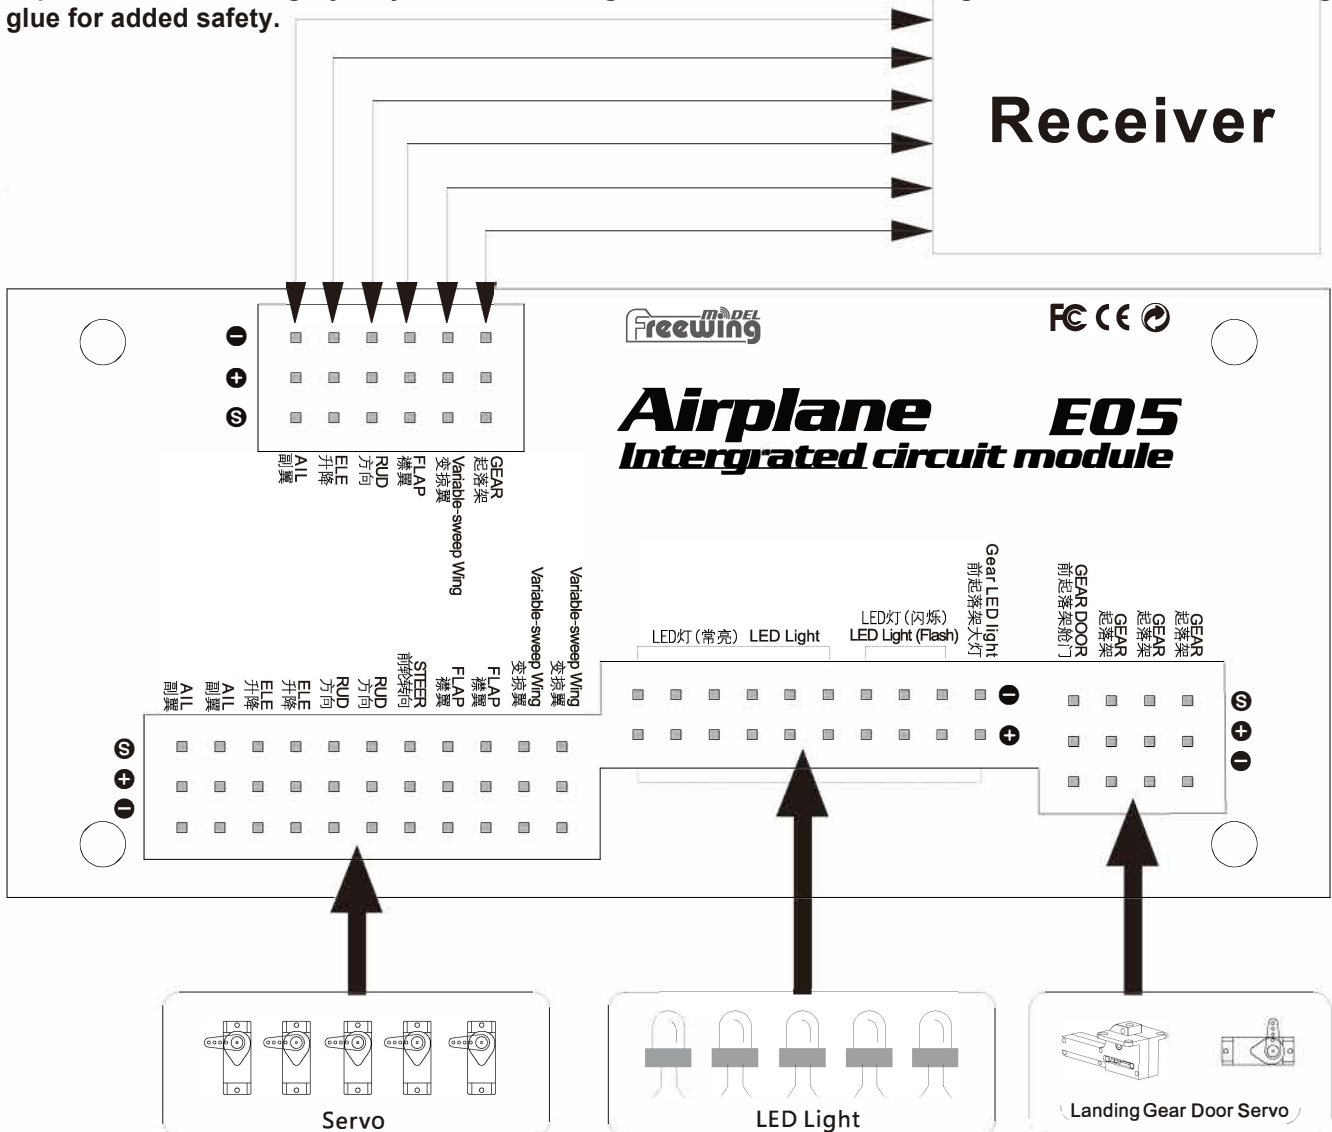 glue for added safety.
Receiver
Freewing MODEL
FC CE
Airplane E05
Intergrated circuit module
AIL
副翼
ELE
升降
RUD
方向
FLAP
襟翼
Variable-sweep Wing
变掠翼
GEAR
起落架
AIL
副翼
AIL
副翼
ELE
升降
ELE
升降
RUD
方向
RUD
方向
STEER
前轮转向
FLAP
襟翼
FLAP
襟翼
Variable-sweep Wing
变掠翼
Variable-sweep Wing
变掠翼
LED灯(常亮) LED Light
LED灯(闪烁)
LED Light (Flash)
Gear LED light
前起落架大灯
GEAR DOOR
前起落架舱门
GEAR
起落架
GEAR
起落架
GEAR
起落架
S
S
S
Servo
LED Light
Landing Gear Door Servo